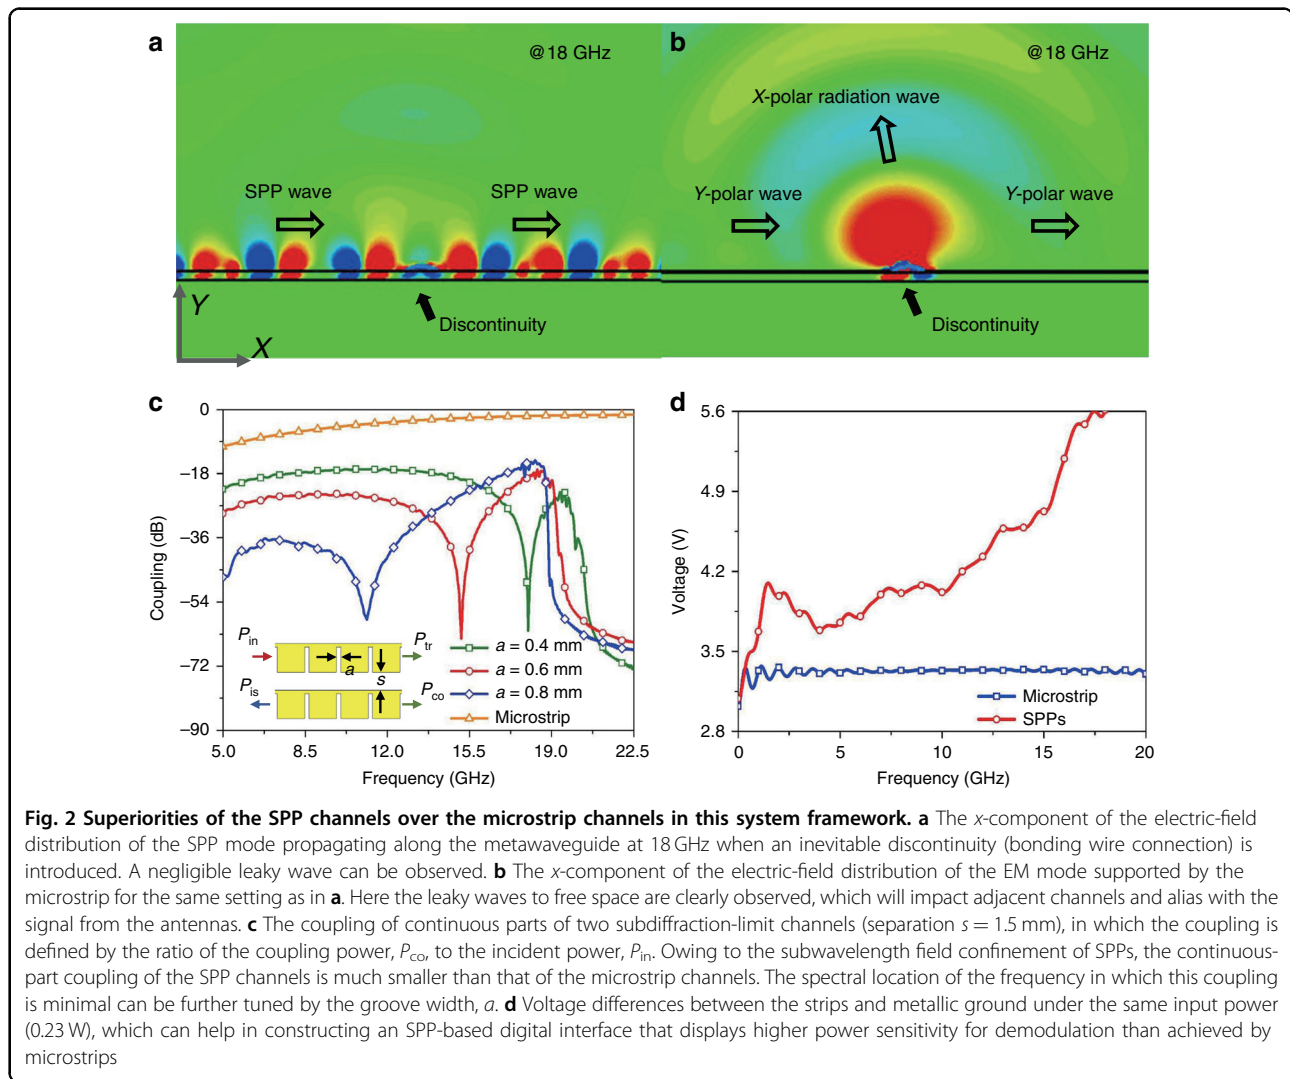 a
@18 GHz
SPP wave
SPP wave
Discontinuity
Y
X
b
@18 GHz
X-polar radiation wave
Y-polar wave
Y-polar wave
Discontinuity
c
0
−18
−36
−54
−72
−90
Coupling (dB)
5.0 8.5 12.0 15.5 19.0 22.5
Frequency (GHz)
Pin
Ptr
a
s
Pis
Pco
a = 0.4 mm
a = 0.6 mm
a = 0.8 mm
Microstrip
d
5.6
4.9
4.2
3.5
2.8
Voltage (V)
0 5 10 15 20
Frequency (GHz)
Microstrip
SPPs
Fig. 2 Superiorities of the SPP channels over the microstrip channels in this system framework. a The x-component of the electric-field
distribution of the SPP mode propagating along the metawaveguide at 18 GHz when an inevitable discontinuity (bonding wire connection) is
introduced. A negligible leaky wave can be observed. b The x-component of the electric-field distribution of the EM mode supported by the
microstrip for the same setting as in a. Here the leaky waves to free space are clearly observed, which will impact adjacent channels and alias with the
signal from the antennas. c The coupling of continuous parts of two subdiffraction-limit channels (separation s = 1.5 mm), in which the coupling is
defined by the ratio of the coupling power, Pco, to the incident power, Pin. Owing to the subwavelength field confinement of SPPs, the continuous-
part coupling of the SPP channels is much smaller than that of the microstrip channels. The spectral location of the frequency in which this coupling
is minimal can be further tuned by the groove width, a. d Voltage differences between the strips and metallic ground under the same input power
(0.23 W), which can help in constructing an SPP-based digital interface that displays higher power sensitivity for demodulation than achieved by
microstrips